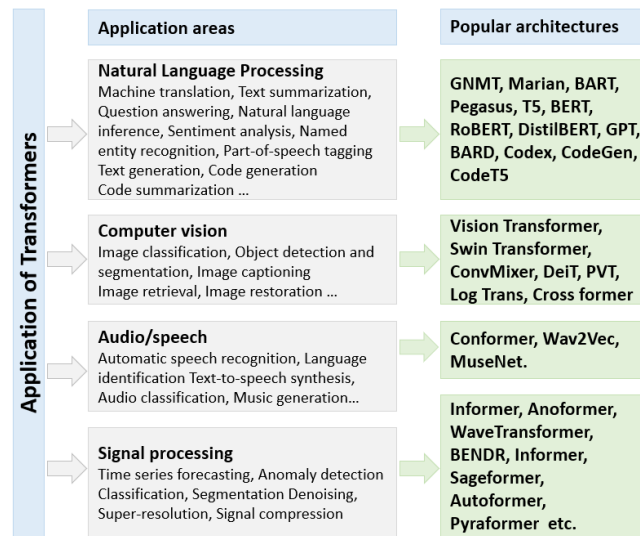 Application of Transformers
Application areas
Popular architectures
Natural Language Processing
Machine translation, Text summarization,
Question answering, Natural language
inference, Sentiment analysis, Named
entity recognition, Part-of-speech tagging
Text generation, Code generation
Code summarization ...
GNMT, Marian, BART,
Pegasus, T5, BERT,
RoBERT, DistilBERT, GPT,
BARD, Codex, CodeGen,
CodeT5
Computer vision
Image classification, Object detection and
segmentation, Image captioning
Image retrieval, Image restoration ...
Vision Transformer,
Swin Transformer,
ConvMixer, DeiT, PVT,
Log Trans, Cross former
Audio/speech
Automatic speech recognition, Language
identification Text-to-speech synthesis,
Audio classification, Music generation...
Conformer, Wav2Vec,
MuseNet.
Signal processing
Time series forecasting, Anomaly detection
Classification, Segmentation Denoising,
Super-resolution, Signal compression
Informer, Anoformer,
WaveTransformer,
BENDR, Informer,
Sageformer,
Autoformer,
Pyraformer etc.